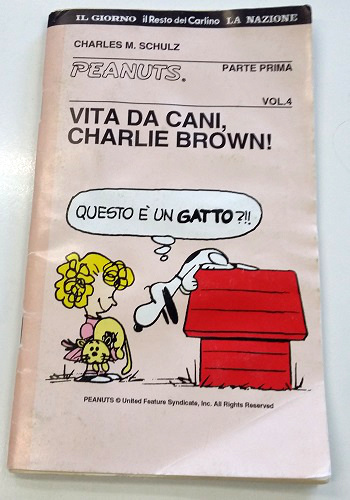 IL GIORNO il Resto del Carlino LA NAZIONE
CHARLES M. SCHULZ
PEANUTS® PARTE PRIMA
VOL.4
VITA DA CANI,
CHARLIE BROWN!
QUESTO È UN GATTO?!!
PEANUTS © United Feature Syndicate, Inc. All Rights Reserved